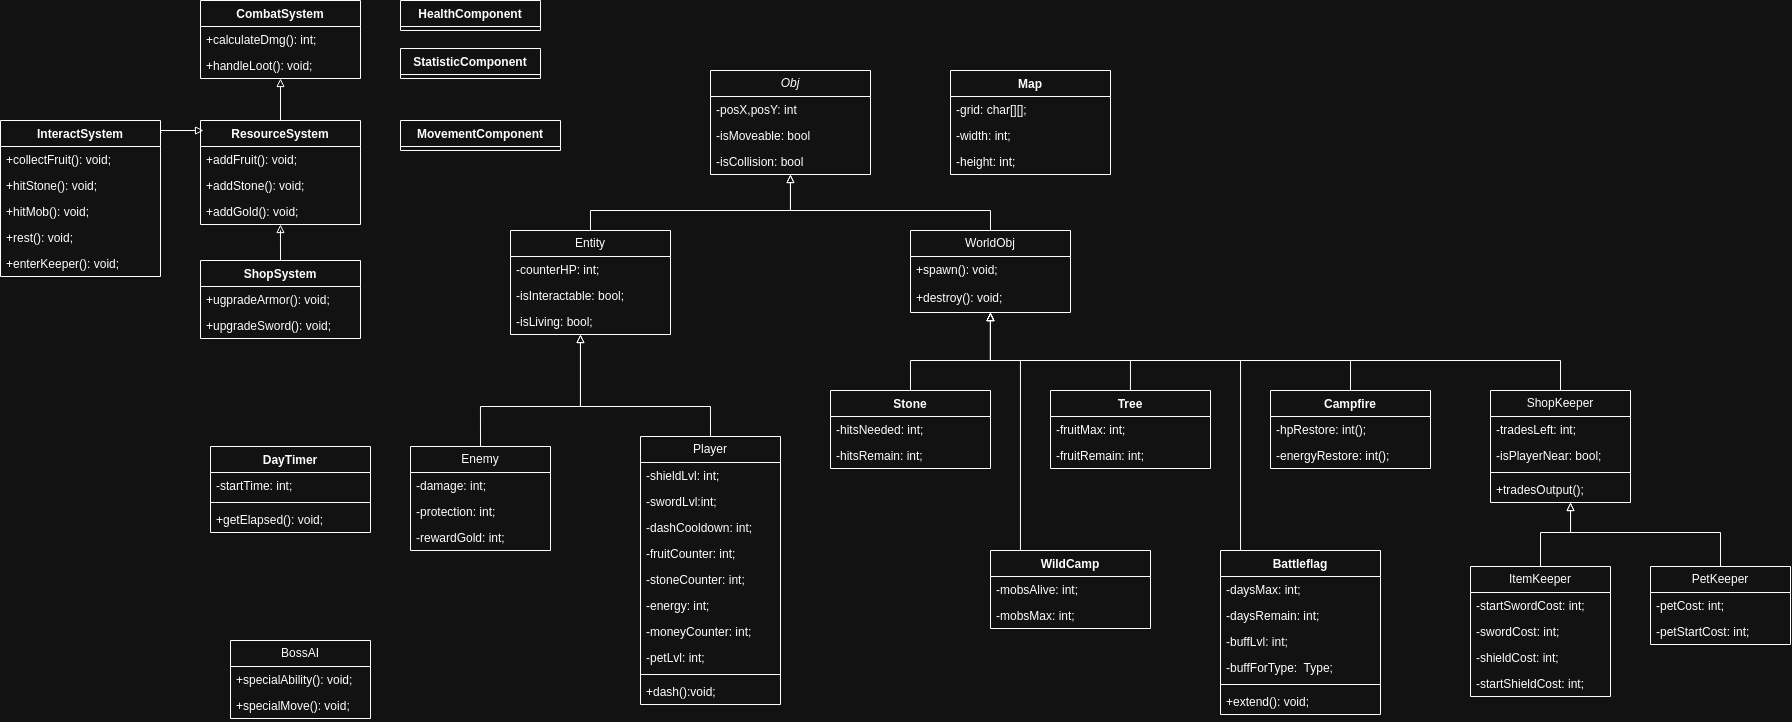 CombatSystem
+calculateDmg(): int;
+handleLoot(): void;
HealthComponent
StatisticComponent
MovementComponent
InteractSystem
+collectFruit(): void;
+hitStone(): void;
+hitMob(): void;
+rest(): void;
+enterKeeper(): void;
ResourceSystem
+addFruit(): void;
+addStone(): void;
+addGold(): void;
ShopSystem
+ugpradeArmor(): void;
+upgradeSword(): void;
Obj
-posX,posY: int
-isMoveable: bool
-isCollision: bool
Map
-grid: char[][];
-width: int;
-height: int;
Entity
-counterHP: int;
-isInteractable: bool;
-isLiving: bool;
WorldObj
+spawn(): void;
+destroy(): void;
Stone
-hitsNeeded: int;
-hitsRemain: int;
Tree
-fruitMax: int;
-fruitRemain: int;
Campfire
-hpRestore: int();
-energyRestore: int();
ShopKeeper
-tradesLeft: int;
-isPlayerNear: bool;
+tradesOutput();
DayTimer
-startTime: int;
+getElapsed(): void;
Enemy
-damage: int;
-protection: int;
-rewardGold: int;
Player
-shieldLvl: int;
-swordLvl:int;
-dashCooldown: int;
-fruitCounter: int;
-stoneCounter: int;
-energy: int;
-moneyCounter: int;
-petLvl: int;
+dash():void;
WildCamp
-mobsAlive: int;
-mobsMax: int;
Battleflag
-daysMax: int;
-daysRemain: int;
-buffLvl: int;
-buffForType:  Type;
+extend(): void;
ItemKeeper
-startSwordCost: int;
-swordCost: int;
-shieldCost: int;
-startShieldCost: int;
PetKeeper
-petCost: int;
-petStartCost: int;
BossAI
+specialAbility(): void;
+specialMove(): void;